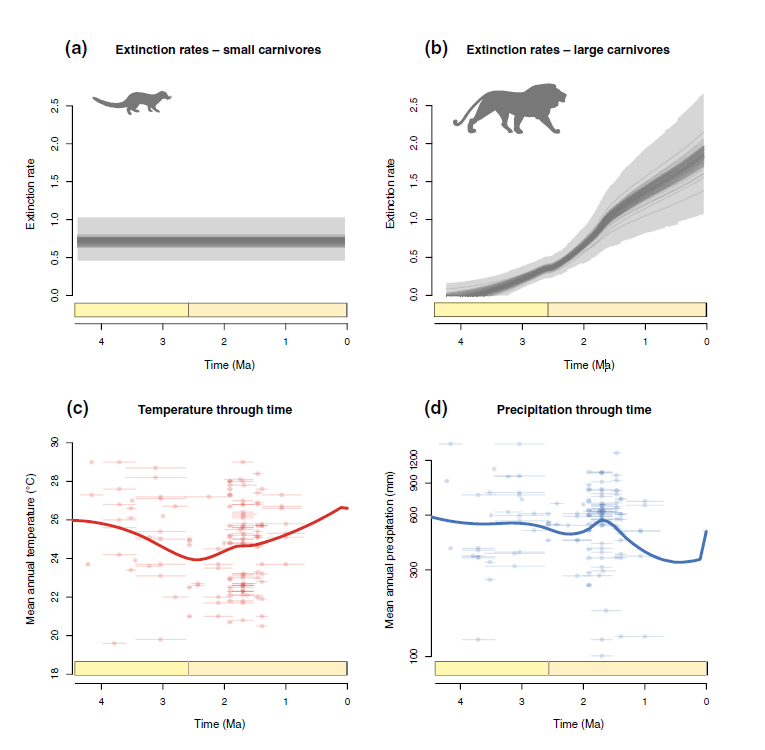 (a) Extinction rates – small carnivores
Extinction rate
2.5
2.0
1.5
1.0
0.5
0.0
4 3 2 1 0
Time (Ma)
(b) Extinction rates – large carnivores
Extinction rate
2.5
2.0
1.5
1.0
0.5
0.0
4 3 2 1 0
Time (Ma)
(c) Temperature through time
Mean annual temperature (°C)
30
28
26
24
22
20
18
4 3 2 1 0
Time (Ma)
(d) Precipitation through time
Mean annual precipitation (mm)
1200
900
600
300
100
4 3 2 1 0
Time (Ma)